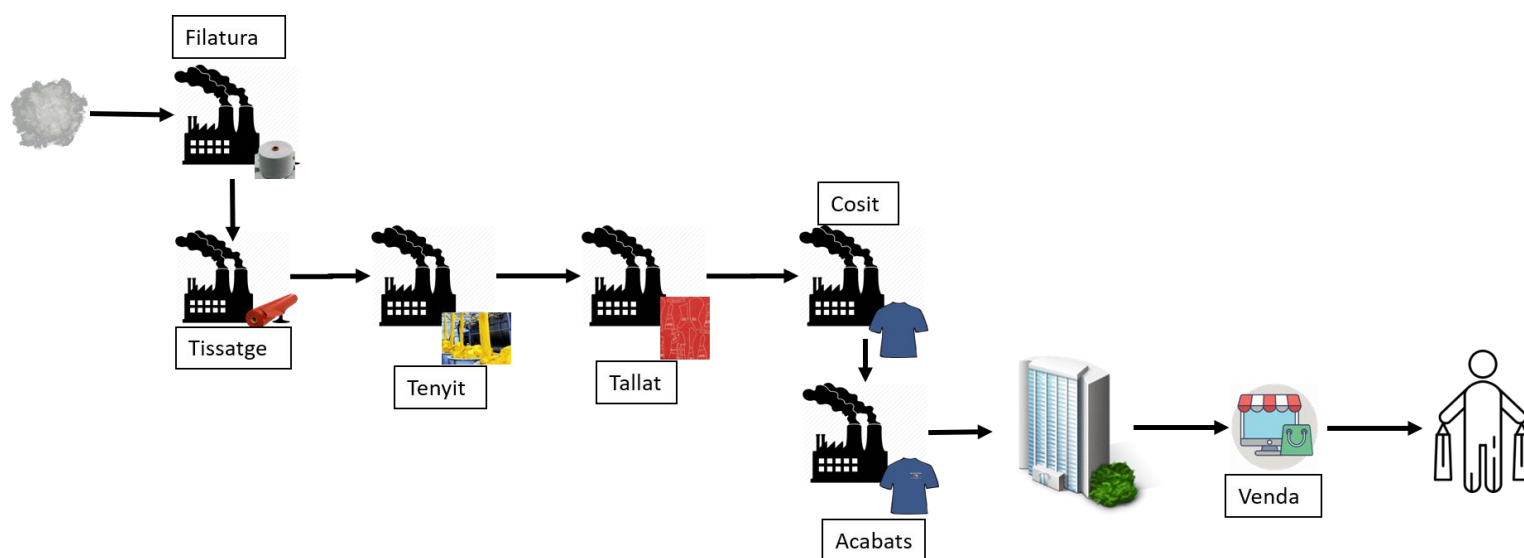 Filatura
Tissatge
Tenyit
Tallat
Cosit
Acabats
Venda